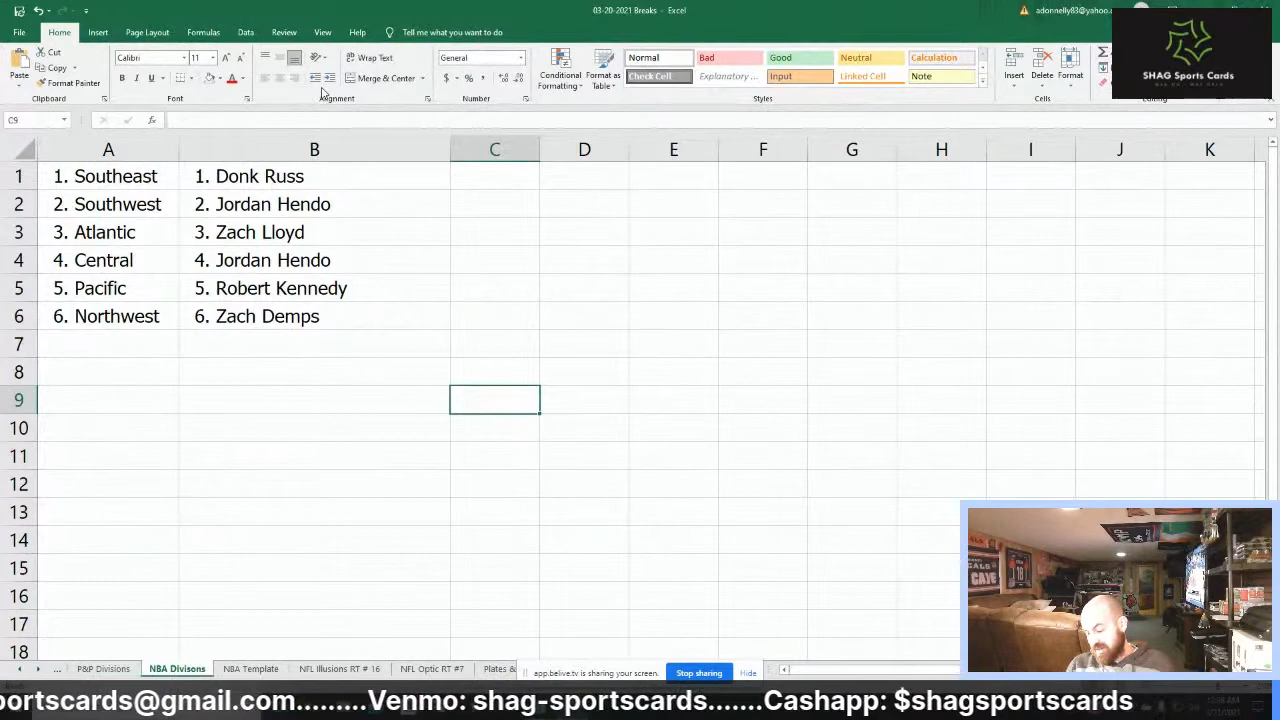 03-20-2021 Breaks - Excel
adonnelly83@yahoo.c
File Home Insert Page Layout Formulas Data Review View Help Tell me what you want to do
Paste
Cut
Copy
Format Painter
Clipboard
Calibri 11
B I U
Font
Wrap Text
Merge & Center
Alignment
General
$ % ,
Number
Conditional Formatting
Format as Table
Normal Bad Good Neutral Calculation
Check Cell Explanatory ... Input Linked Cell Note
Styles
Insert Delete Format
Cells
Editing
SHAG Sports Cards
C9
fx
A B C D E F G H I J K
1 1. Southeast 1. Donk Russ
2 2. Southwest 2. Jordan Hendo
3 3. Atlantic 3. Zach Lloyd
4 4. Central 4. Jordan Hendo
5 5. Pacific 5. Robert Kennedy
6 6. Northwest 6. Zach Demps
7
8
9
10
11
12
13
14
15
16
17
18
... P&P Divisions NBA Divisons NBA Template NFL Illusions RT # 16 NFL Optic RT #7 Plates &
app.belive.tv is sharing your screen. Stop sharing Hide
portscards@gmail.com.........Venmo: shag-sportscards.......Cashapp: $shagsportscards